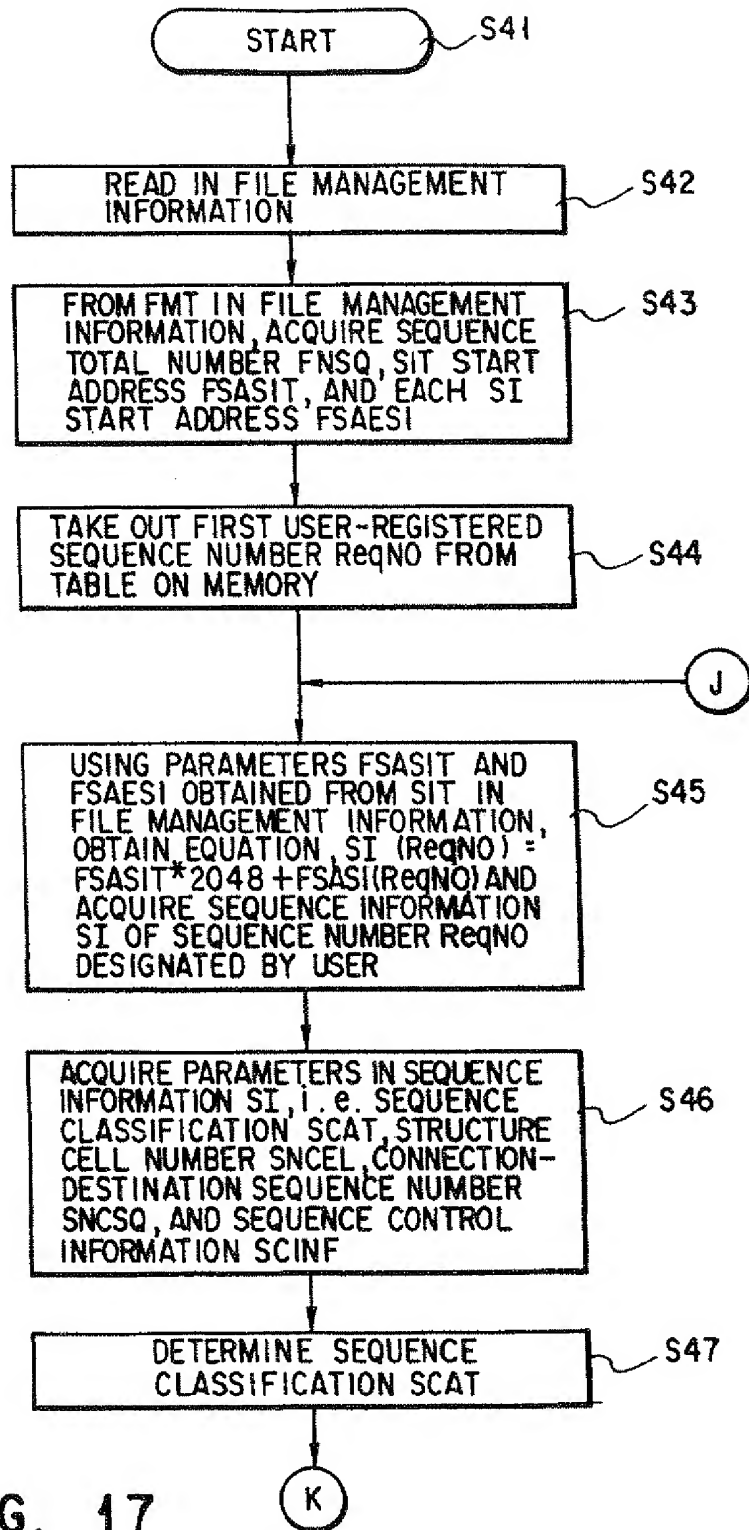 START
S41
READ IN FILE MANAGEMENT
INFORMATION
S42
FROM FMT IN FILE MANAGEMENT
INFORMATION, ACQUIRE SEQUENCE
TOTAL NUMBER FNSQ, SIT START
ADDRESS FSASIT, AND EACH SI
START ADDRESS FSAESI
S43
TAKE OUT FIRST USER-REGISTERED
SEQUENCE NUMBER ReqNO FROM
TABLE ON MEMORY
S44
J
USING PARAMETERS FSASIT AND
FSAESI OBTAINED FROM SIT IN
FILE MANAGEMENT INFORMATION,
OBTAIN EQUATION, SI (ReqNO) =
FSASIT*2048+FSASI(ReqNO) AND
ACQUIRE SEQUENCE INFORMATION
SI OF SEQUENCE NUMBER ReqNO
DESIGNATED BY USER
S45
ACQUIRE PARAMETERS IN SEQUENCE
INFORMATION SI, i.e. SEQUENCE
CLASSIFICATION SCAT, STRUCTURE
CELL NUMBER SNCEL, CONNECTION-
DESTINATION SEQUENCE NUMBER
SNCSQ, AND SEQUENCE CONTROL
INFORMATION SCINF
S46
DETERMINE SEQUENCE
CLASSIFICATION SCAT
S47
K
G. 17